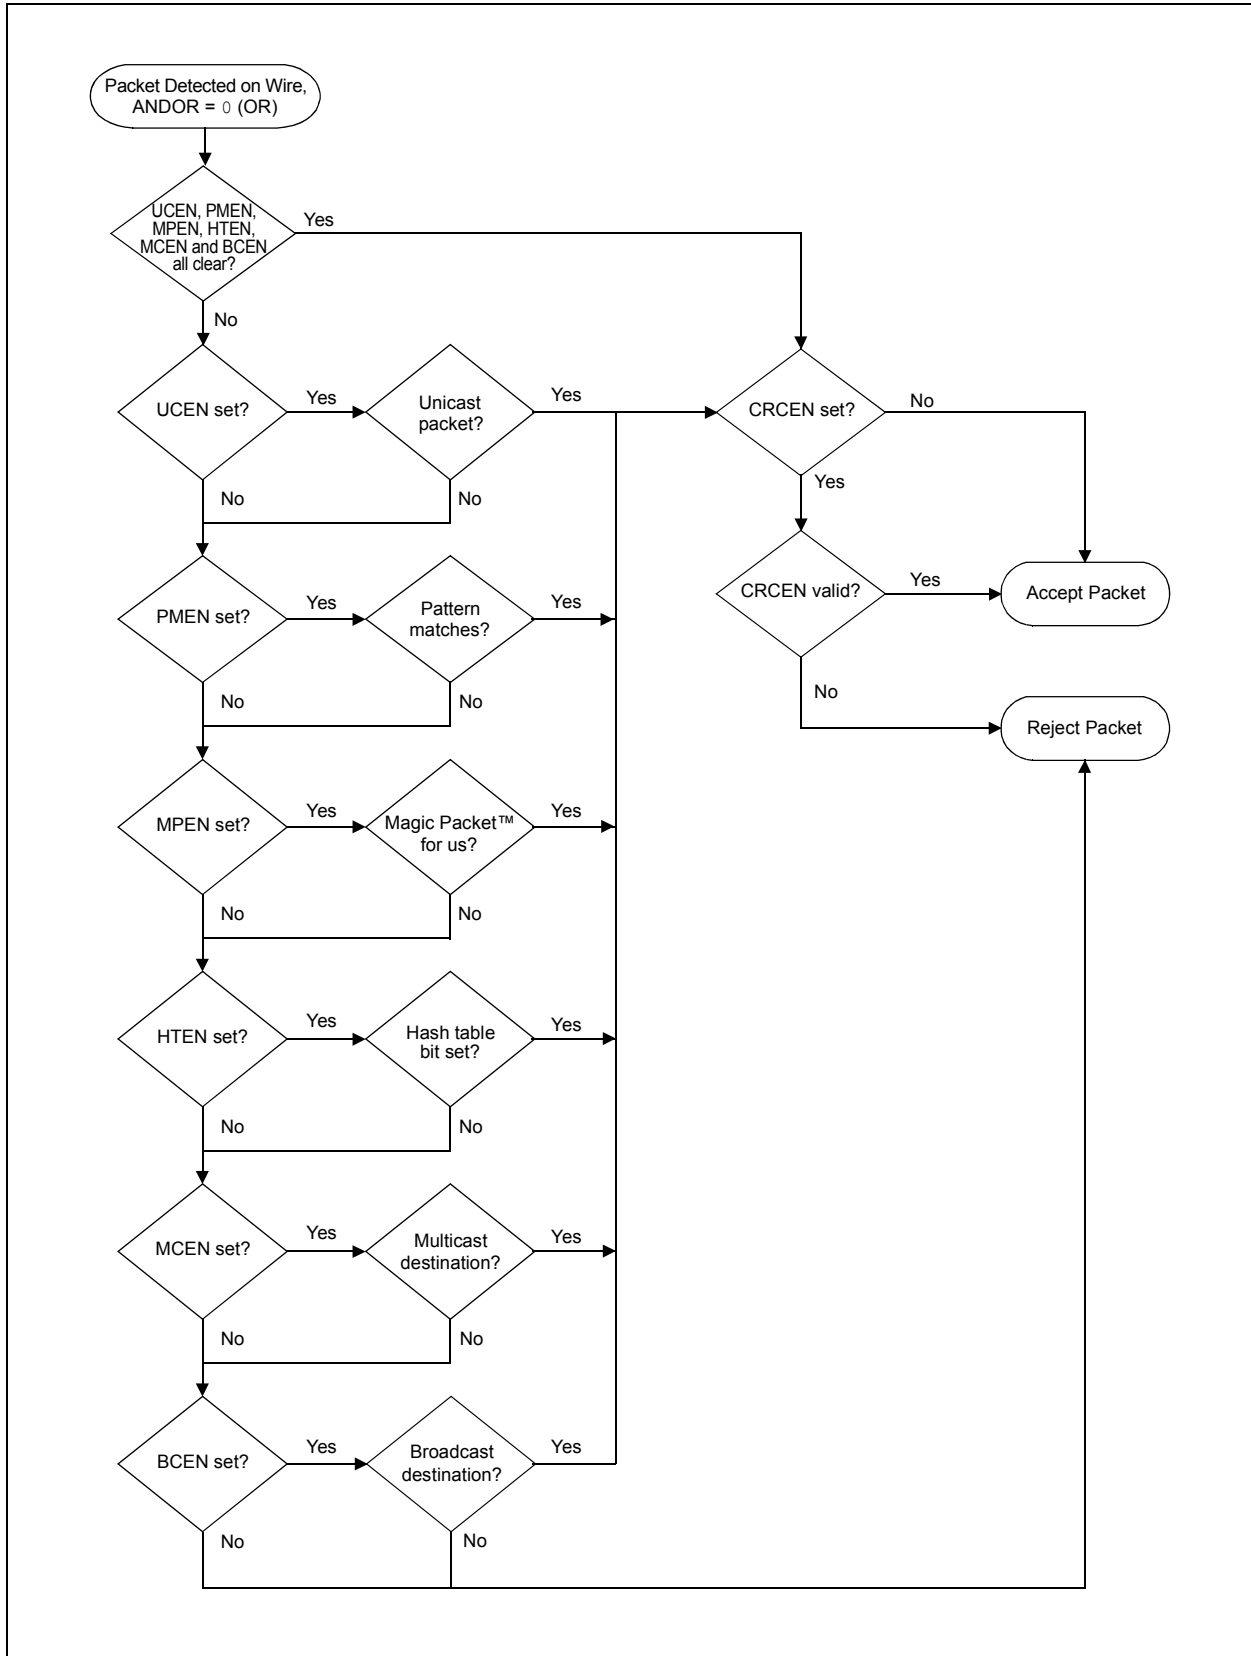 Packet Detected on Wire,
ANDOR = 0 (OR)
UCEN, PMEN,
MPEN, HTEN,
MCEN and BCEN
all clear?
Yes
No
UCEN set?
Yes
Unicast
packet?
Yes
CRCEN set?
No
No
No
Yes
PMEN set?
Yes
Pattern
matches?
Yes
CRCEN valid?
Yes
Accept Packet
No
No
No
Reject Packet
MPEN set?
Yes
Magic Packet™
for us?
Yes
No
No
HTEN set?
Yes
Hash table
bit set?
Yes
No
No
MCEN set?
Yes
Multicast
destination?
Yes
No
No
BCEN set?
Yes
Broadcast
destination?
Yes
No
No